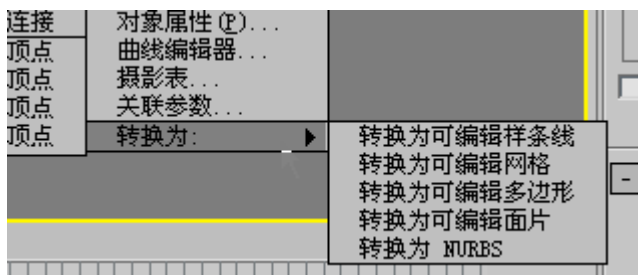 连接
顶点
顶点
顶点
顶点
对象属性(P)...
曲线编辑器...
摄影表...
关联参数...
转换为:
转换为可编辑样条线
转换为可编辑网格
转换为可编辑多边形
转换为可编辑面片
转换为 NURBS
-